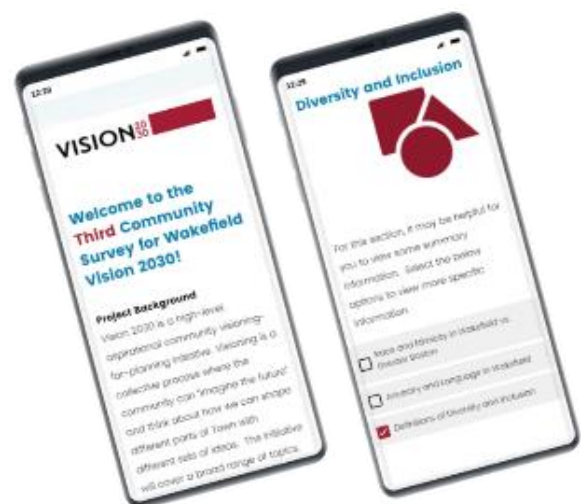 12:28
VISION 2030
Welcome to the
Third Community
Survey for Wakefield
Vision 2030!
Project Background
Vision 2030 is a high-level,
aspirational community visioning-
for-planning initiative. Visioning is a
collective process where the
community can "imagine the future"
and think about how we can shape
different parts of Town with
different sets of ideas. The initiative
will cover a broad range of topics
12:28
Diversity and Inclusion
For this section, it may be helpful for
you to view some summary
information. Select the below
options to view more specific
information
Race and Ethnicity in Wakefield vs.
Greater Boston
Ancestry and Language in Wakefield
Definitions of Diversity and Inclusion